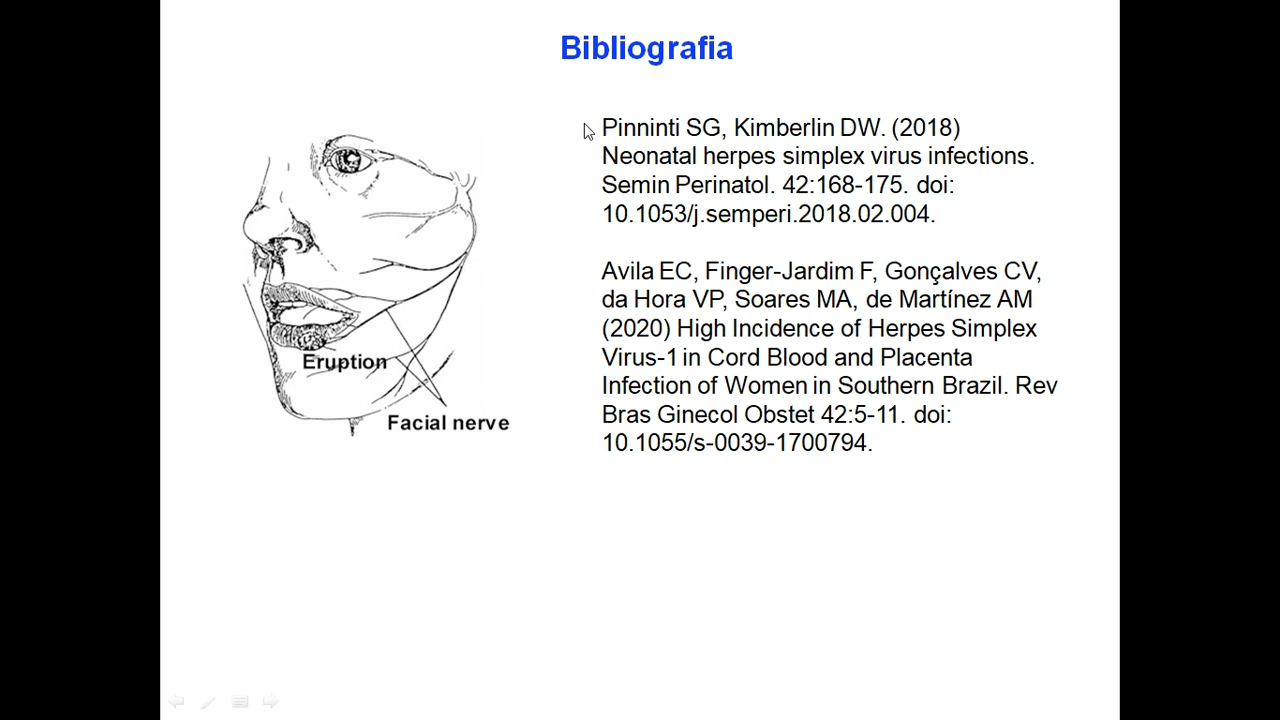 Bibliografia
Pinninti SG, Kimberlin DW. (2018)
Neonatal herpes simplex virus infections.
Semin Perinatol. 42:168-175. doi:
10.1053/j.semperi.2018.02.004.
Avila EC, Finger-Jardim F, Gonçalves CV,
da Hora VP, Soares MA, de Martínez AM
(2020) High Incidence of Herpes Simplex
Virus-1 in Cord Blood and Placenta
Infection of Women in Southern Brazil. Rev
Bras Ginecol Obstet 42:5-11. doi:
10.1055/s-0039-1700794.
Eruption
Facial nerve